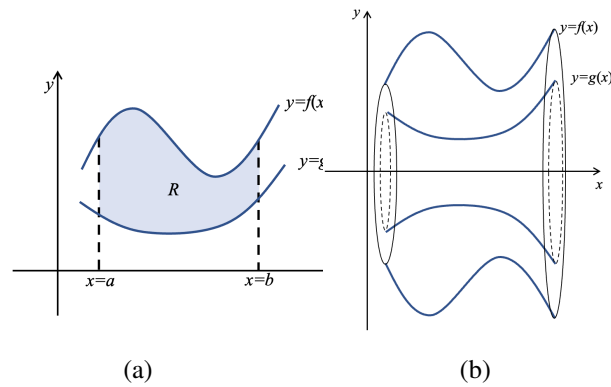 y
y=f(x
y=g
R
x=a
x=b
(a)
y
y=f(x)
y=g(x)
x
(b)